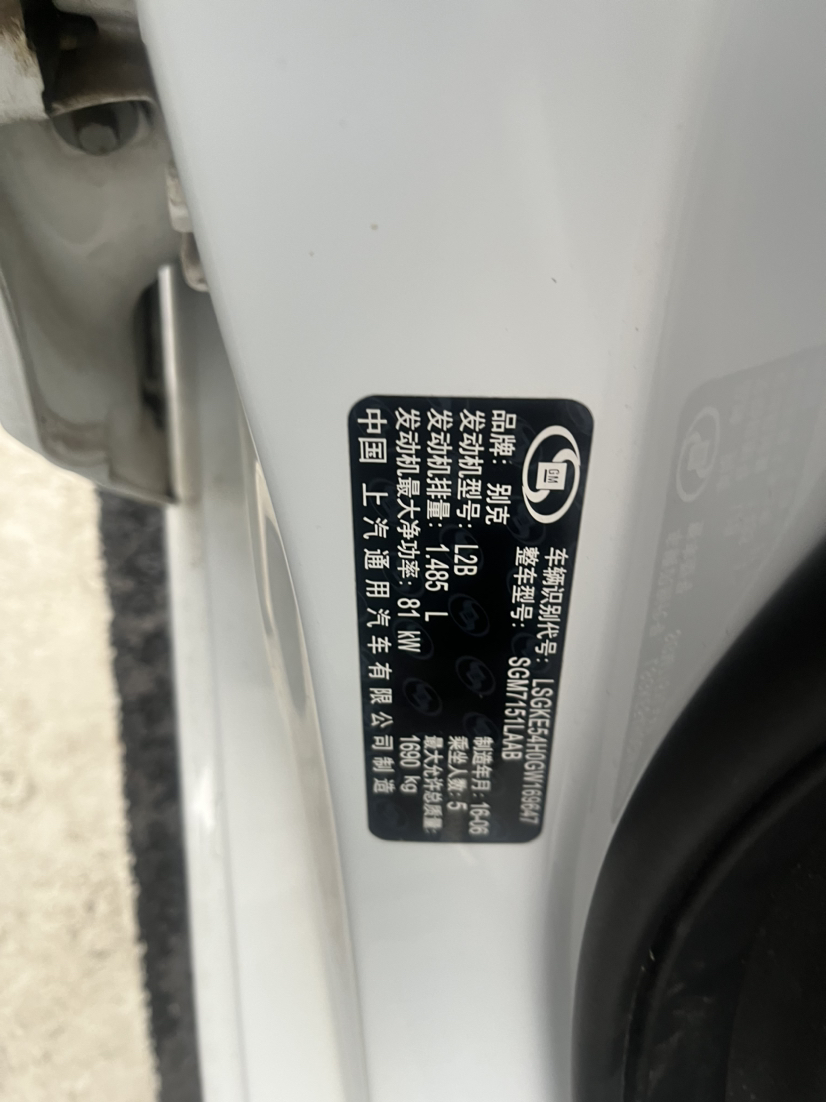 GM
车辆识别代号: LSGKE54H0GW169647
整车型号: SGM7151LAAB
品牌: 别克
制造年月: 16-06
发动机型号: L2B
乘坐人数: 5
发动机排量: 1.485 L
最大允许总质量:
发动机最大净功率: 81 kW
1690 kg
中国 上汽通用汽车有限公司制造